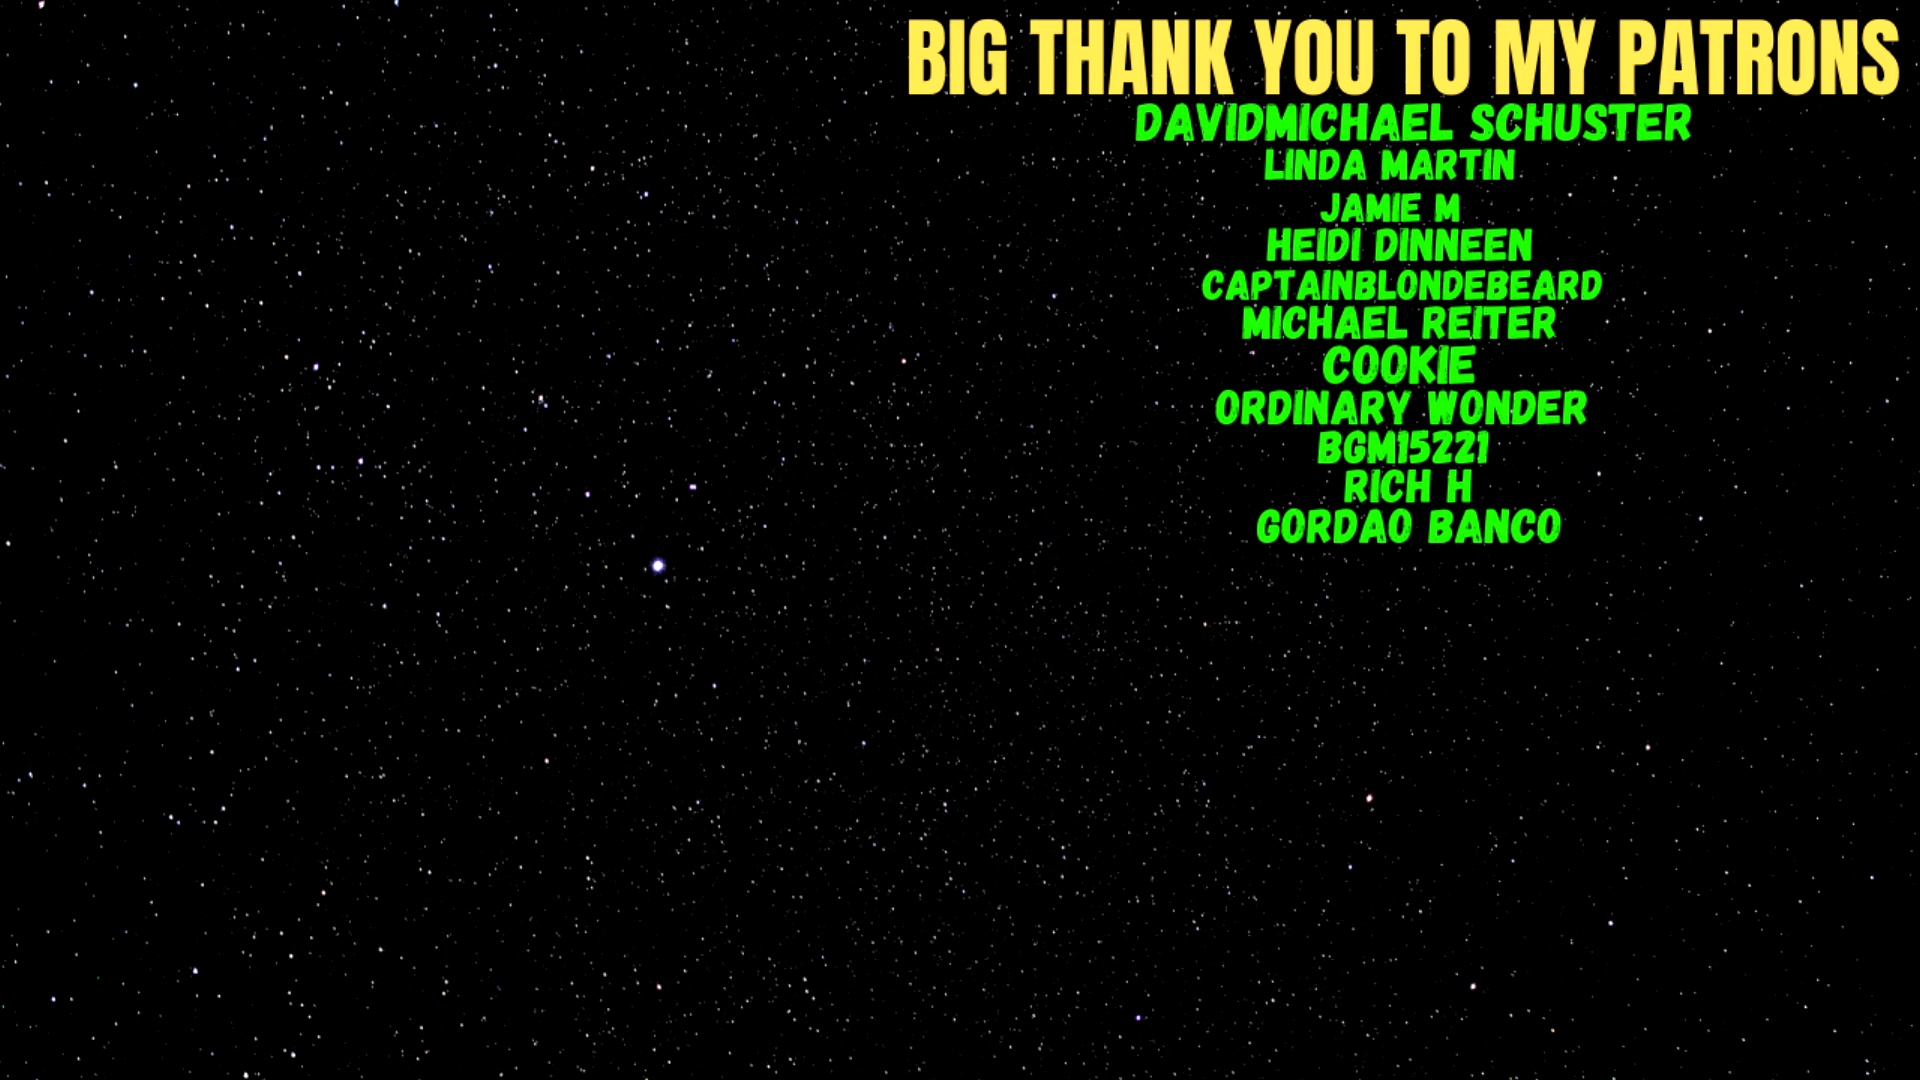 BIG THANK YOU TO MY PATRONS
DAVIDMICHAEL SCHUSTER
LINDA MARTIN
JAMIE M
HEIDI DINNEEN
CAPTAINBLONDEBEARD
MICHAEL REITER
COOKIE
ORDINARY WONDER
BGM15221
RICH H
GORDAO BANCO